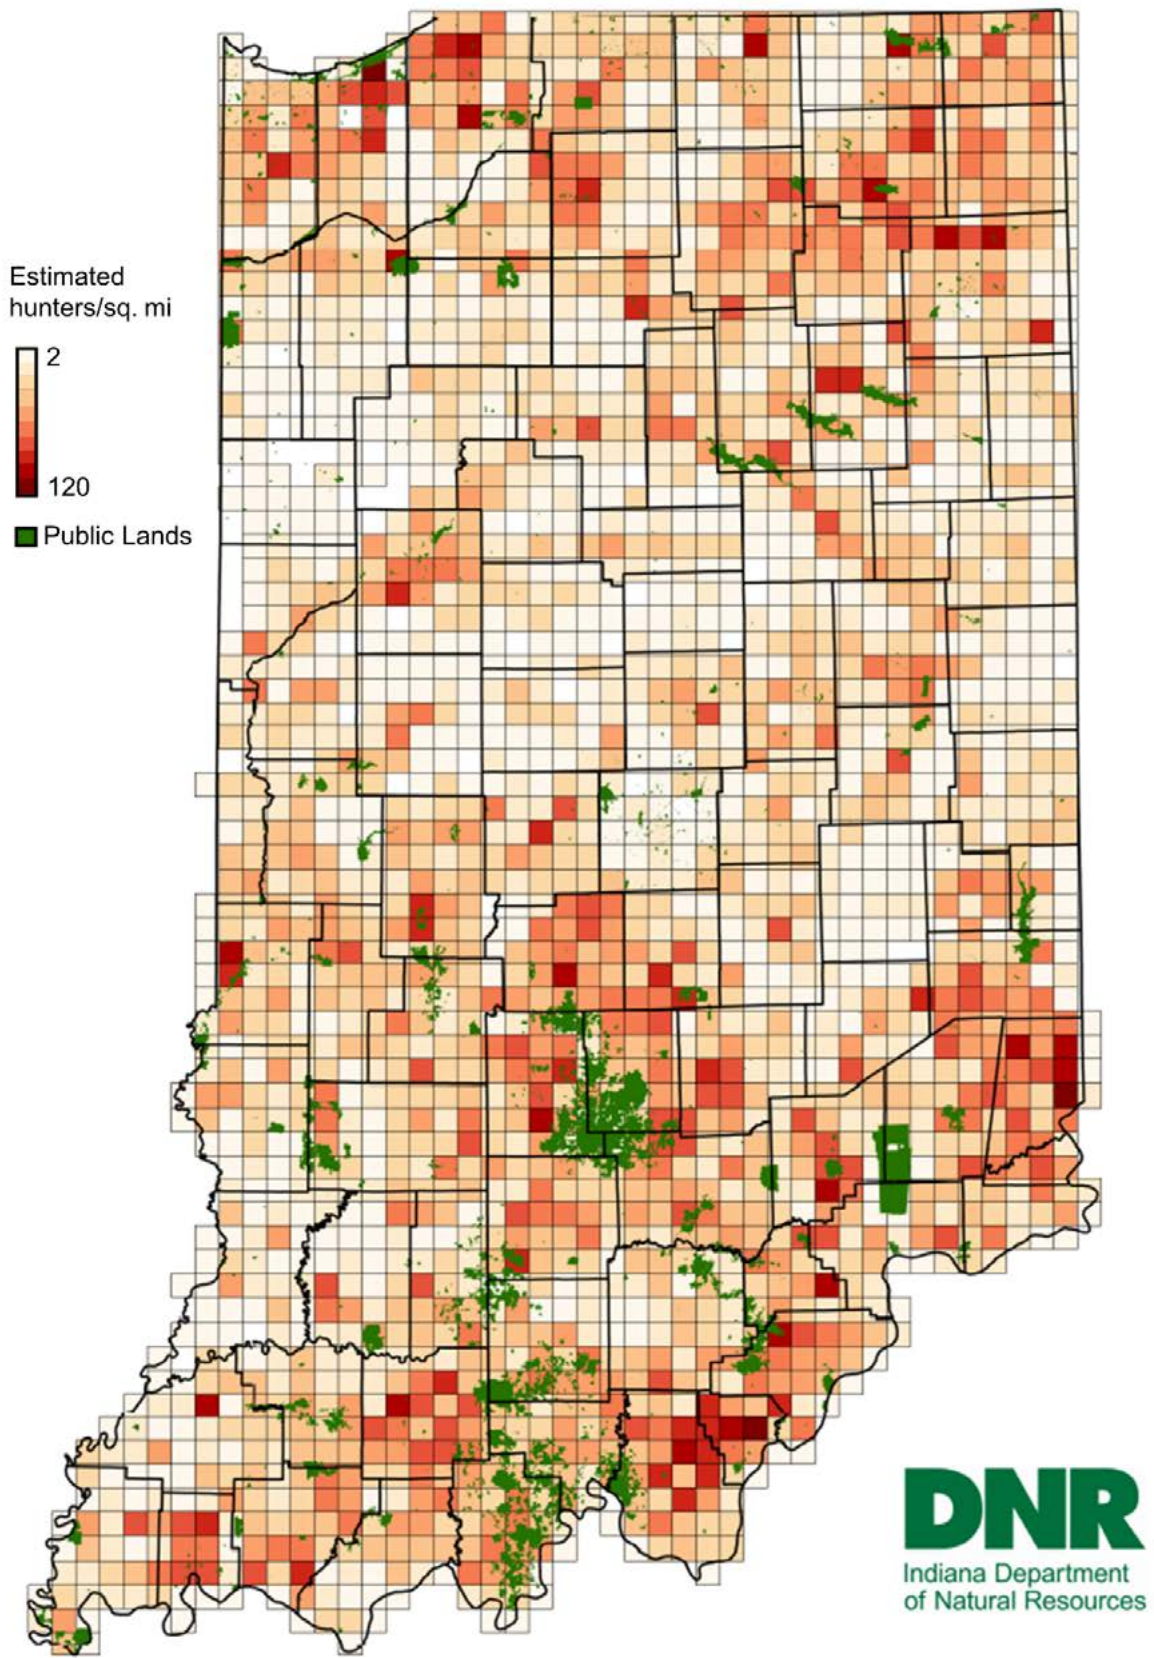 Estimated
hunters/sq. mi
2
120
Public Lands
DNR
Indiana Department
of Natural Resources